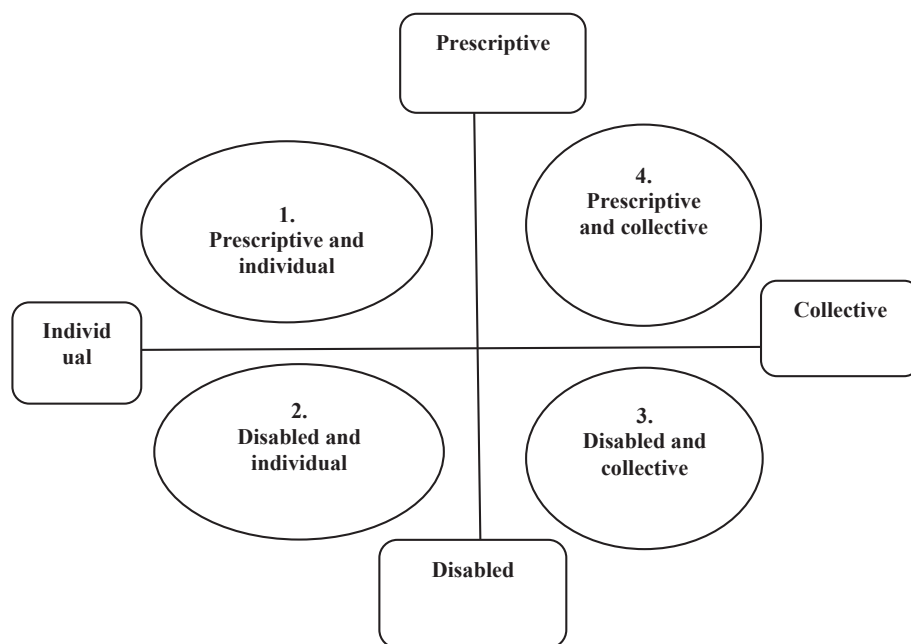 Prescriptive
1.
Prescriptive and
individual
4.
Prescriptive
and collective
Individ
ual
Collective
2.
Disabled and
individual
3.
Disabled and
collective
Disabled